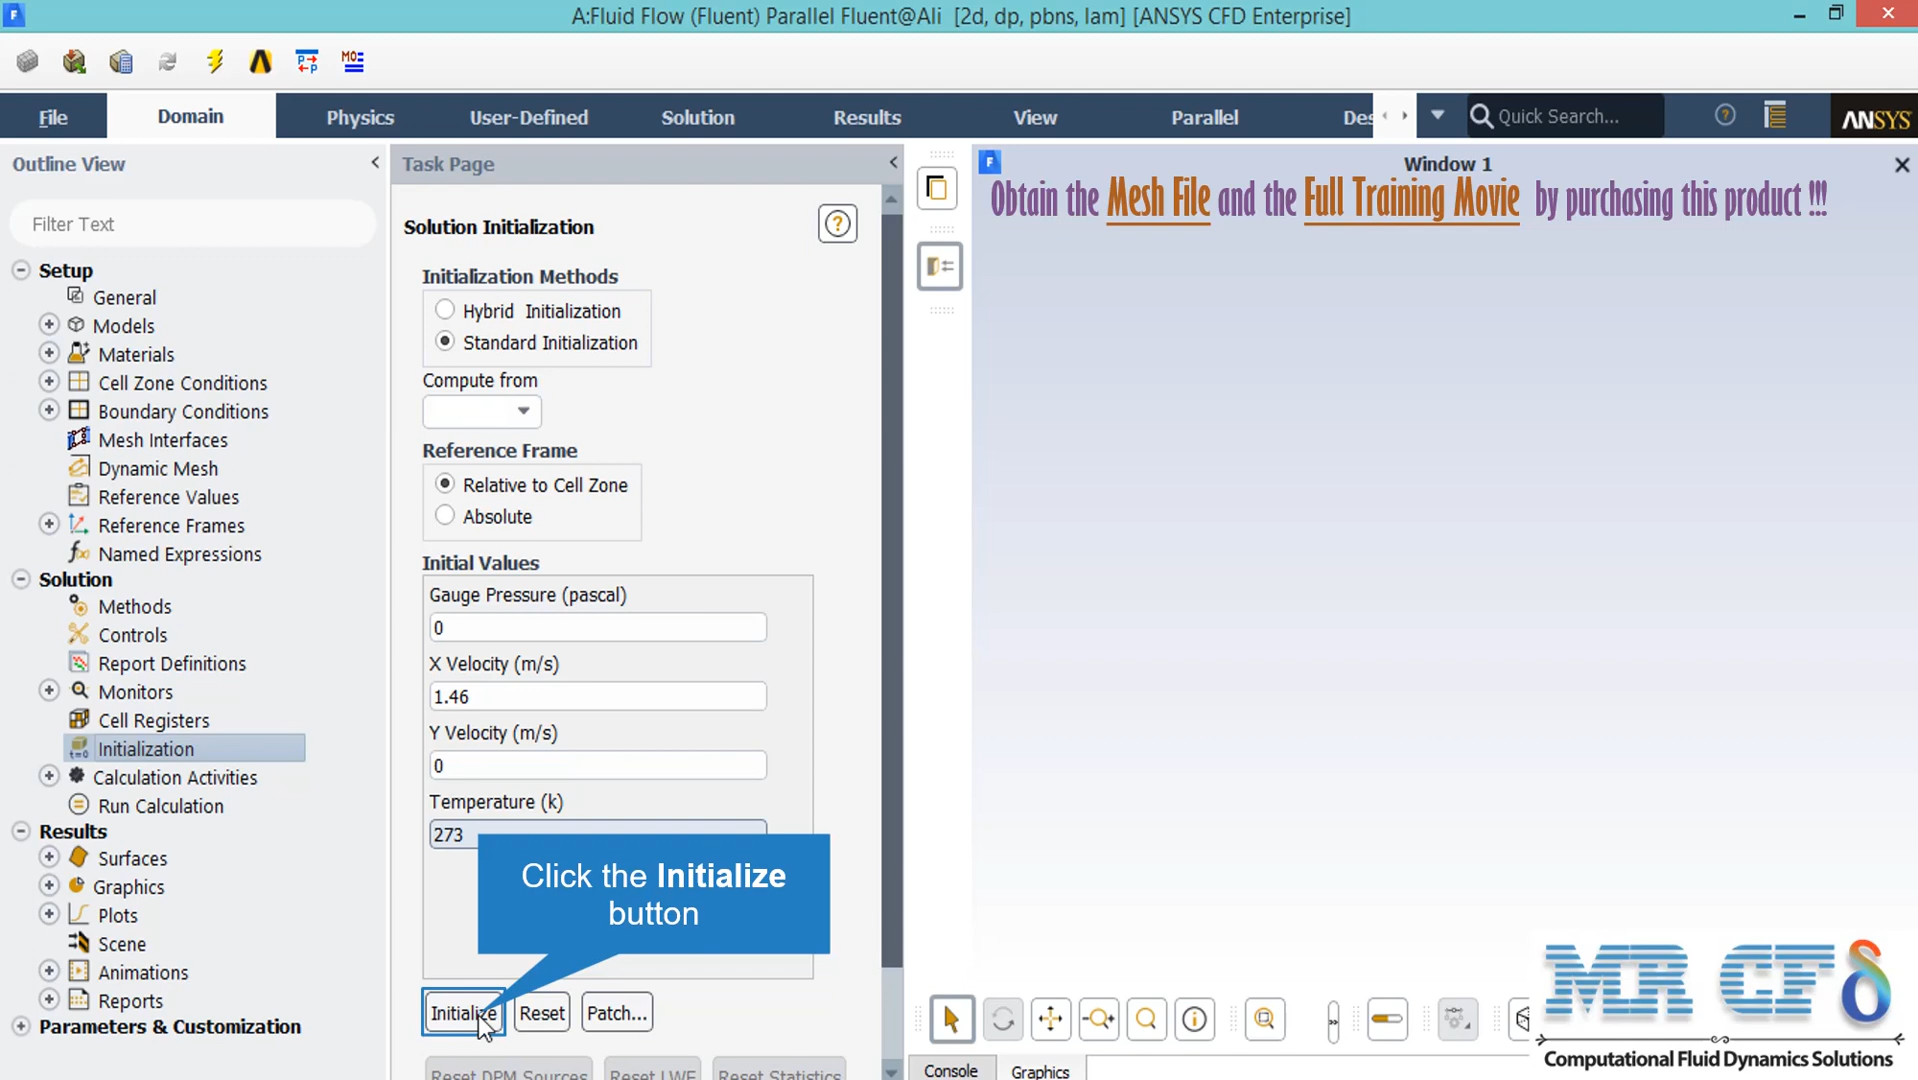 A:Fluid Flow (Fluent) Parallel Fluent@Ali [2d, dp, pbns, lam] [ANSYS CFD Enterprise]
File
Domain
Physics
User-Defined
Solution
Results
View
Parallel
Quick Search...
ANSYS
Outline View
Filter Text
Setup
General
Models
Materials
Cell Zone Conditions
Boundary Conditions
Mesh Interfaces
Dynamic Mesh
Reference Values
Reference Frames
Named Expressions
Solution
Methods
Controls
Report Definitions
Monitors
Cell Registers
Initialization
Calculation Activities
Run Calculation
Results
Surfaces
Graphics
Plots
Scene
Animations
Reports
Parameters & Customization
Task Page
Solution Initialization
Initialization Methods
Hybrid Initialization
Standard Initialization
Compute from
Reference Frame
Relative to Cell Zone
Absolute
Initial Values
Gauge Pressure (pascal)
0
X Velocity (m/s)
1.46
Y Velocity (m/s)
0
Temperature (k)
273
Click the Initialize
button
Initialize Reset Patch...
Reset DPM Sources Reset LWF Reset Statistics
Window 1
Obtain the Mesh File and the Full Training Movie by purchasing this product !!!
MR CFδ
Computational Fluid Dynamics Solutions
Console
Graphics